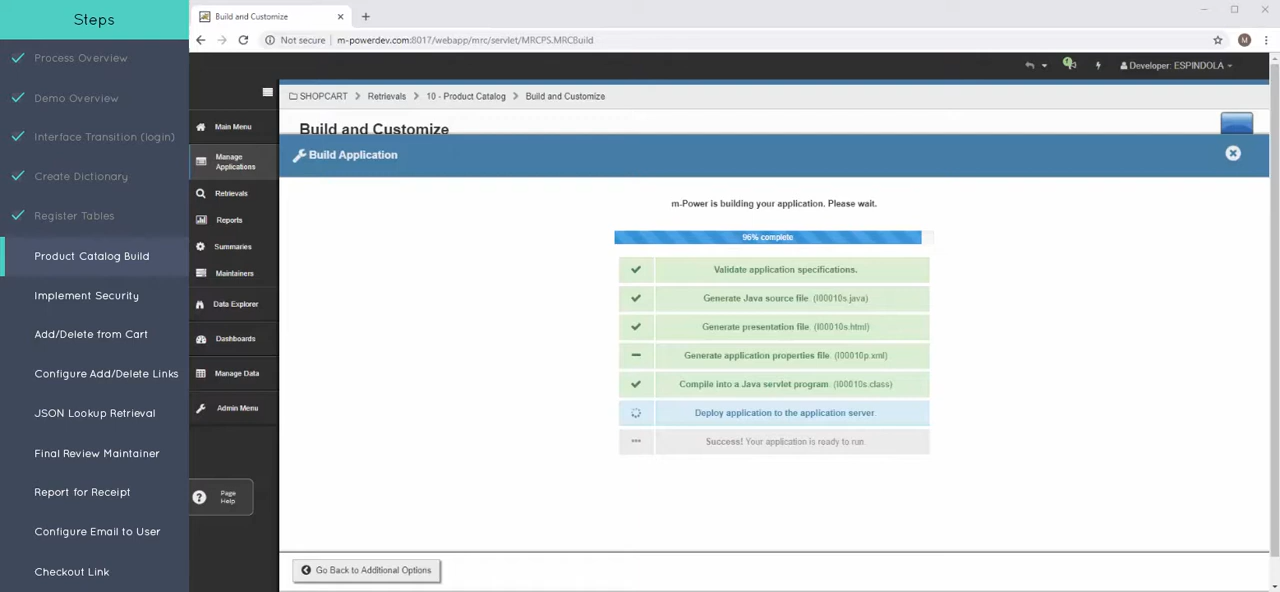 Steps
Process Overview
Demo Overview
Interface Transition (login)
Create Dictionary
Register Tables
Product Catalog Build
Implement Security
Add/Delete from Cart
Configure Add/Delete Links
JSON Lookup Retrieval
Final Review Maintainer
Report for Receipt
Configure Email to User
Checkout Link
Build and Customize
Not secure
m-powerdev.com:8017/webapp/mrc/servlet/MRCPS.MRCBuild
M
Developer: ESPINDOLA
SHOPCART
Retrievals
10 - Product Catalog
Build and Customize
Main Menu
Manage
Applications
Retrievals
Reports
Summaries
Maintainers
Data Explorer
Dashboards
Manage Data
Admin Menu
Page
Help
Build and Customize
Build Application
m-Power is building your application. Please wait.
96% complete
Validate application specifications.
Generate Java source file. (I00010s.java)
Generate presentation file. (I00010s.html)
Generate application properties file. (I00010p.xml)
Compile into a Java servlet program. (I00010s.class)
Deploy application to the application server.
Success! Your application is ready to run
Go Back to Additional Options